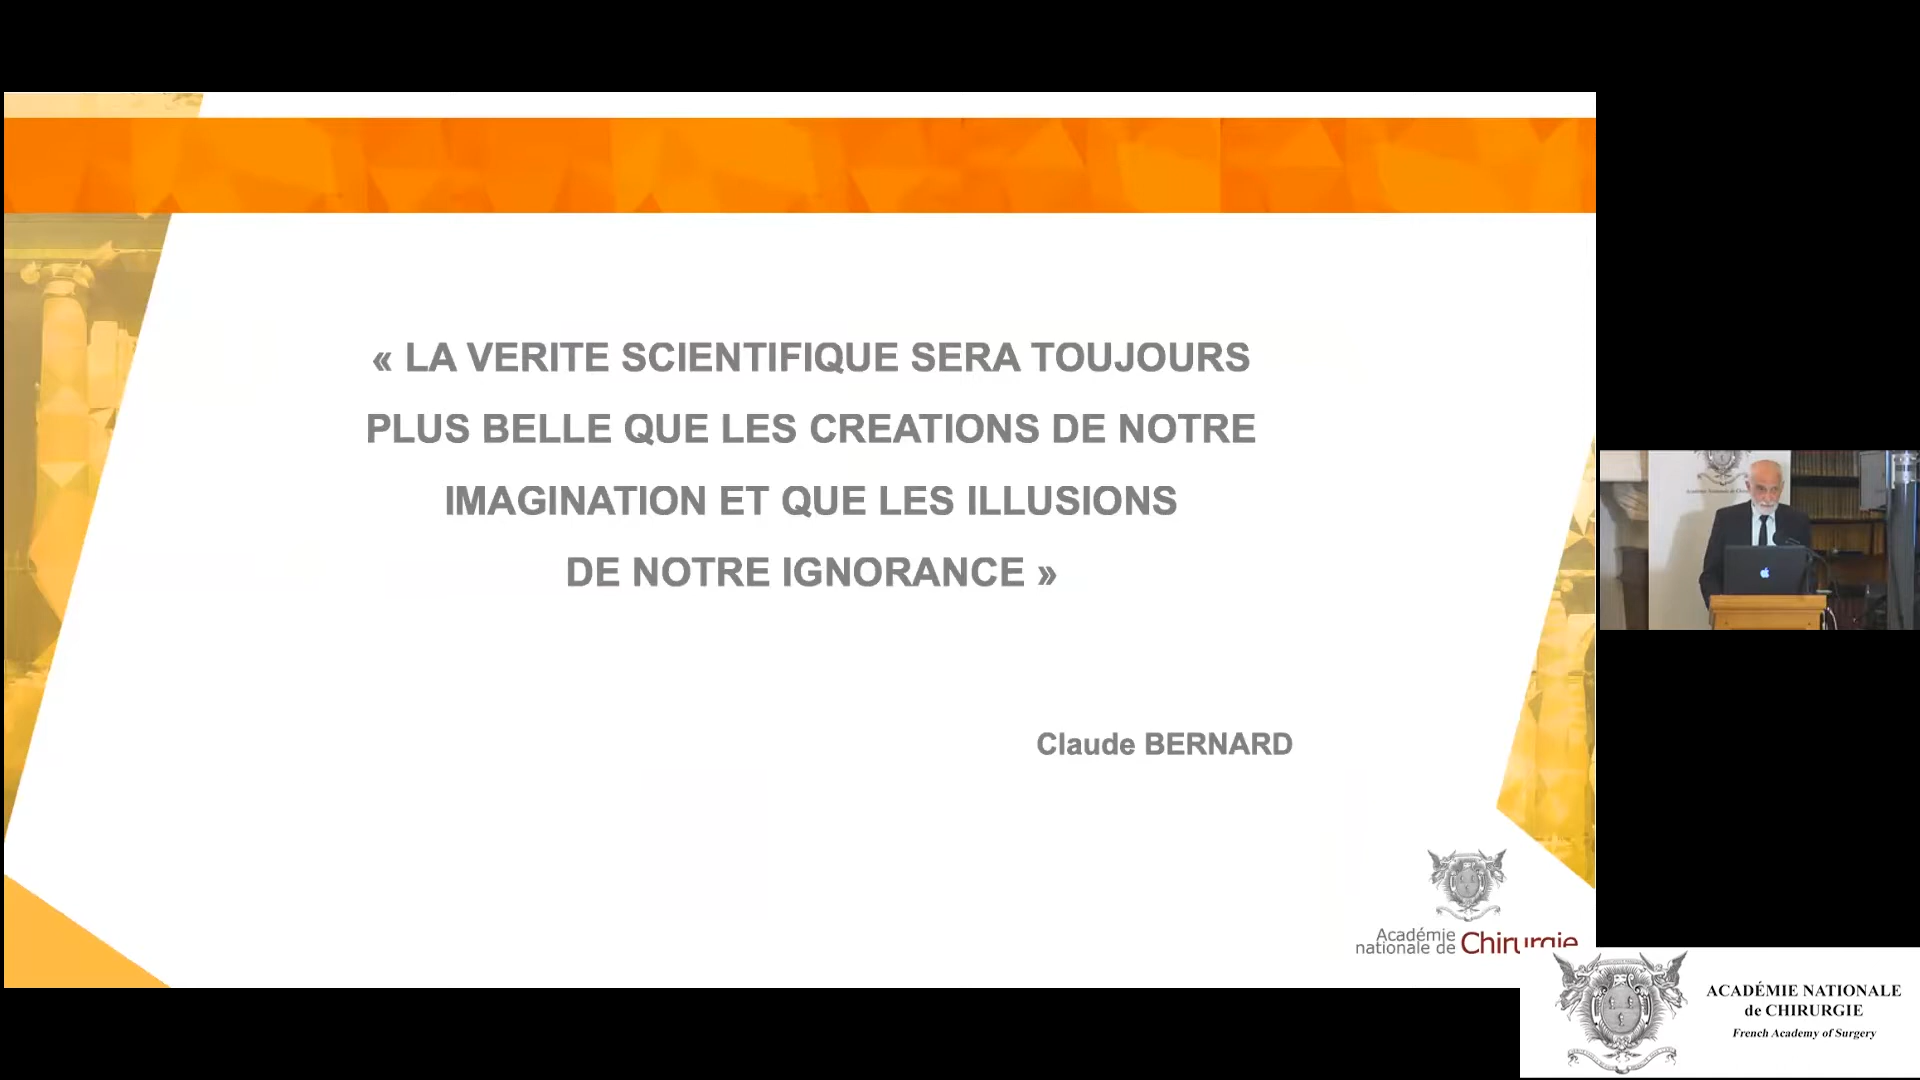 « LA VERITE SCIENTIFIQUE SERA TOUJOURS
PLUS BELLE QUE LES CREATIONS DE NOTRE
IMAGINATION ET QUE LES ILLUSIONS
DE NOTRE IGNORANCE »
Claude BERNARD
Académie
nationale de Chirurgie
ACADÉMIE NATIONALE
de CHIRURGIE
French Academy of Surgery